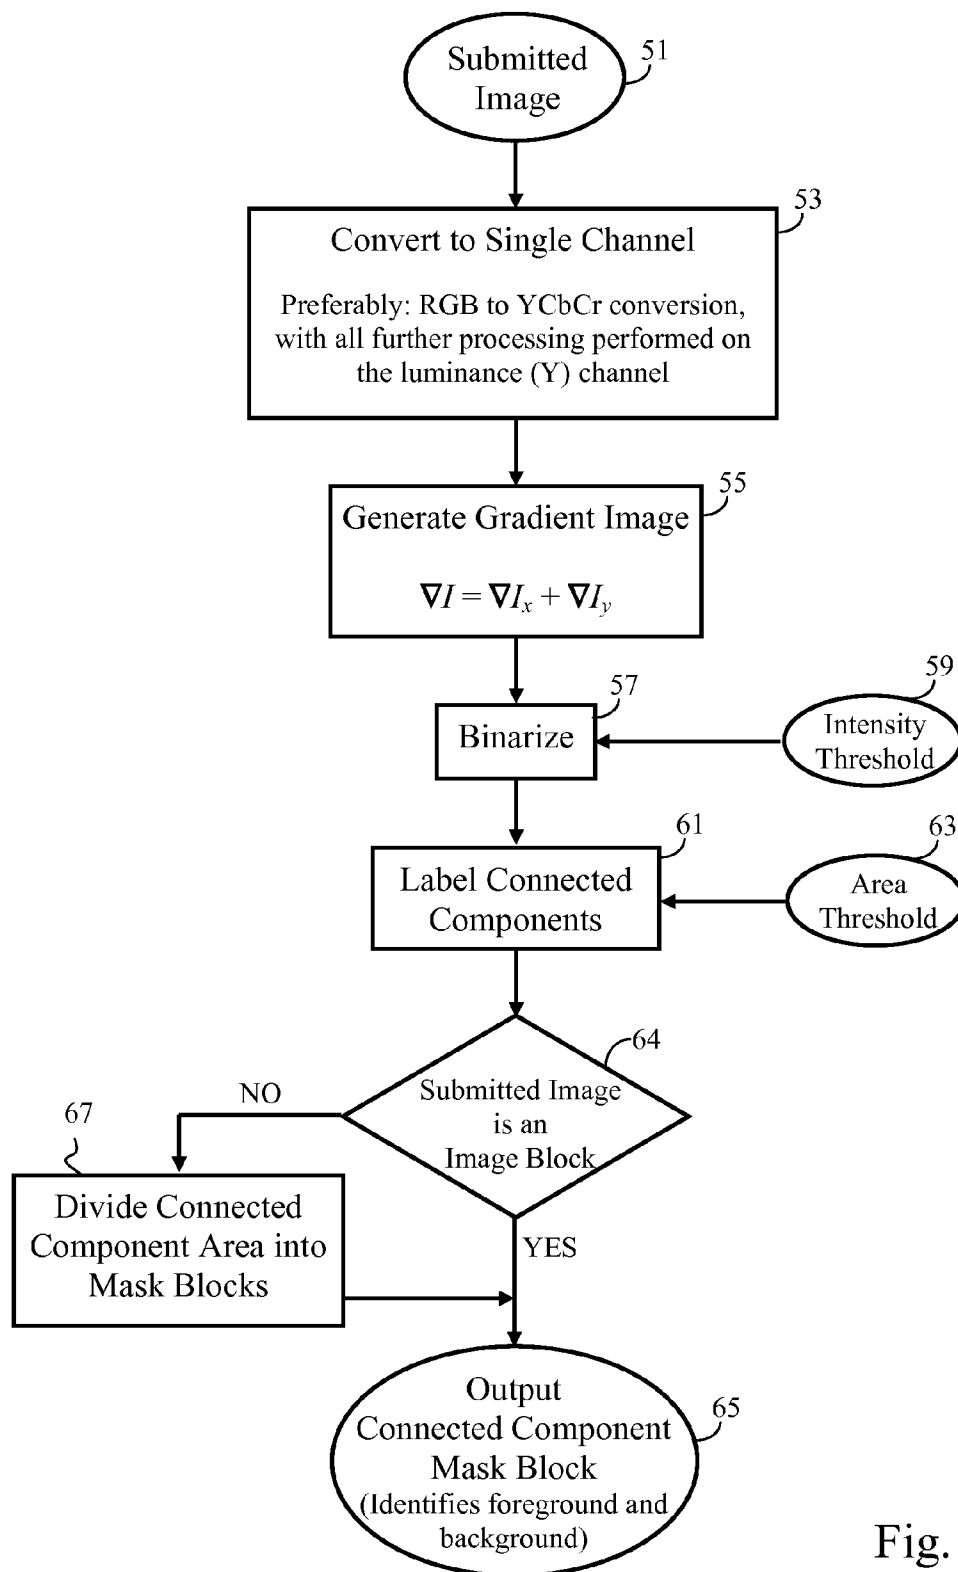 51
Submitted
Image
53
Convert to Single Channel
Preferably: RGB to YCbCr conversion,
with all further processing performed on
the luminance (Y) channel
55
Generate Gradient Image
∇I = ∇Ix + ∇Iy
57
Binarize
59
Intensity
Threshold
61
Label Connected
Components
63
Area
Threshold
64
Submitted Image
is an
Image Block
NO
YES
67
Divide Connected
Component Area into
Mask Blocks
65
Output
Connected Component
Mask Block
(Identifies foreground and
background)
Fig.